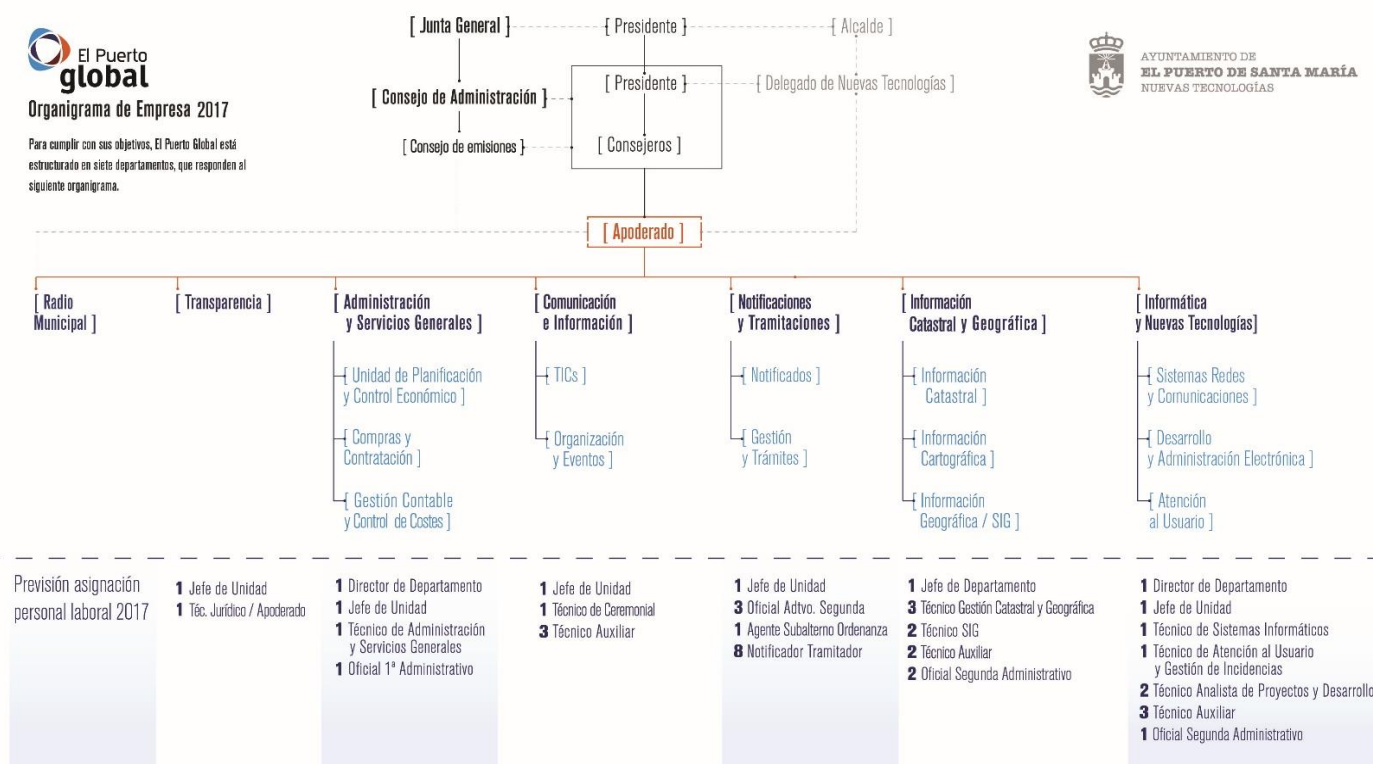 El Puerto
global
Organigrama de Empresa 2017
Para cumplir con sus objetivos, El Puerto Global está
estructurado en siete departamentos, que responden al
siguiente organigrama.
[ Junta General ]
[ Presidente ]
[ Alcalde ]
AYUNTAMIENTO DE
EL PUERTO DE SANTA MARÍA
NUEVAS TECNOLOGÍAS
[ Consejo de Administración ]
[ Presidente ]
[ Delegado de Nuevas Tecnologías ]
[ Consejo de emisiones ]
[ Consejeros ]
[ Apoderado ]
[ Radio
Municipal ]
[ Transparencia ]
[ Administración
y Servicios Generales ]
[ Unidad de Planificación
y Control Económico ]
[ Compras y
Contratación ]
[ Gestión Contable
y Control de Costes ]
[ Comunicación
e Información ]
[ TICs ]
[ Organización
y Eventos ]
[ Notificaciones
y Tramitaciones ]
[ Notificados ]
[ Gestión
y Trámites ]
[ Información
Catastral y Geográfica ]
[ Información
Catastral ]
[ Información
Cartográfica ]
[ Información
Geográfica / SIG ]
[ Informática
y Nuevas Tecnologías]
[ Sistemas Redes
y Comunicaciones ]
[ Desarrollo
y Administración Electrónica ]
[ Atención
al Usuario ]
Previsión asignación
personal laboral 2017
1 Jefe de Unidad
1 Téc. Jurídico / Apoderado
1 Director de Departamento
1 Jefe de Unidad
1 Técnico de Administración
y Servicios Generales
1 Oficial 1ª Administrativo
1 Jefe de Unidad
1 Técnico de Ceremonial
3 Técnico Auxiliar
1 Jefe de Unidad
3 Oficial Advo. Segunda
1 Agente Subalterno Ordenanza
8 Notificador Tramitador
1 Jefe de Departamento
3 Técnico Gestión Catastral y Geográfica
2 Técnico SIG
2 Técnico Auxiliar
2 Oficial Segunda Administrativo
1 Director de Departamento
1 Jefe de Unidad
1 Técnico de Sistemas Informáticos
1 Técnico de Atención al Usuario
y Gestión de Incidencias
2 Técnico Analista de Proyectos y Desarrollo
3 Técnico Auxiliar
1 Oficial Segunda Administrativo